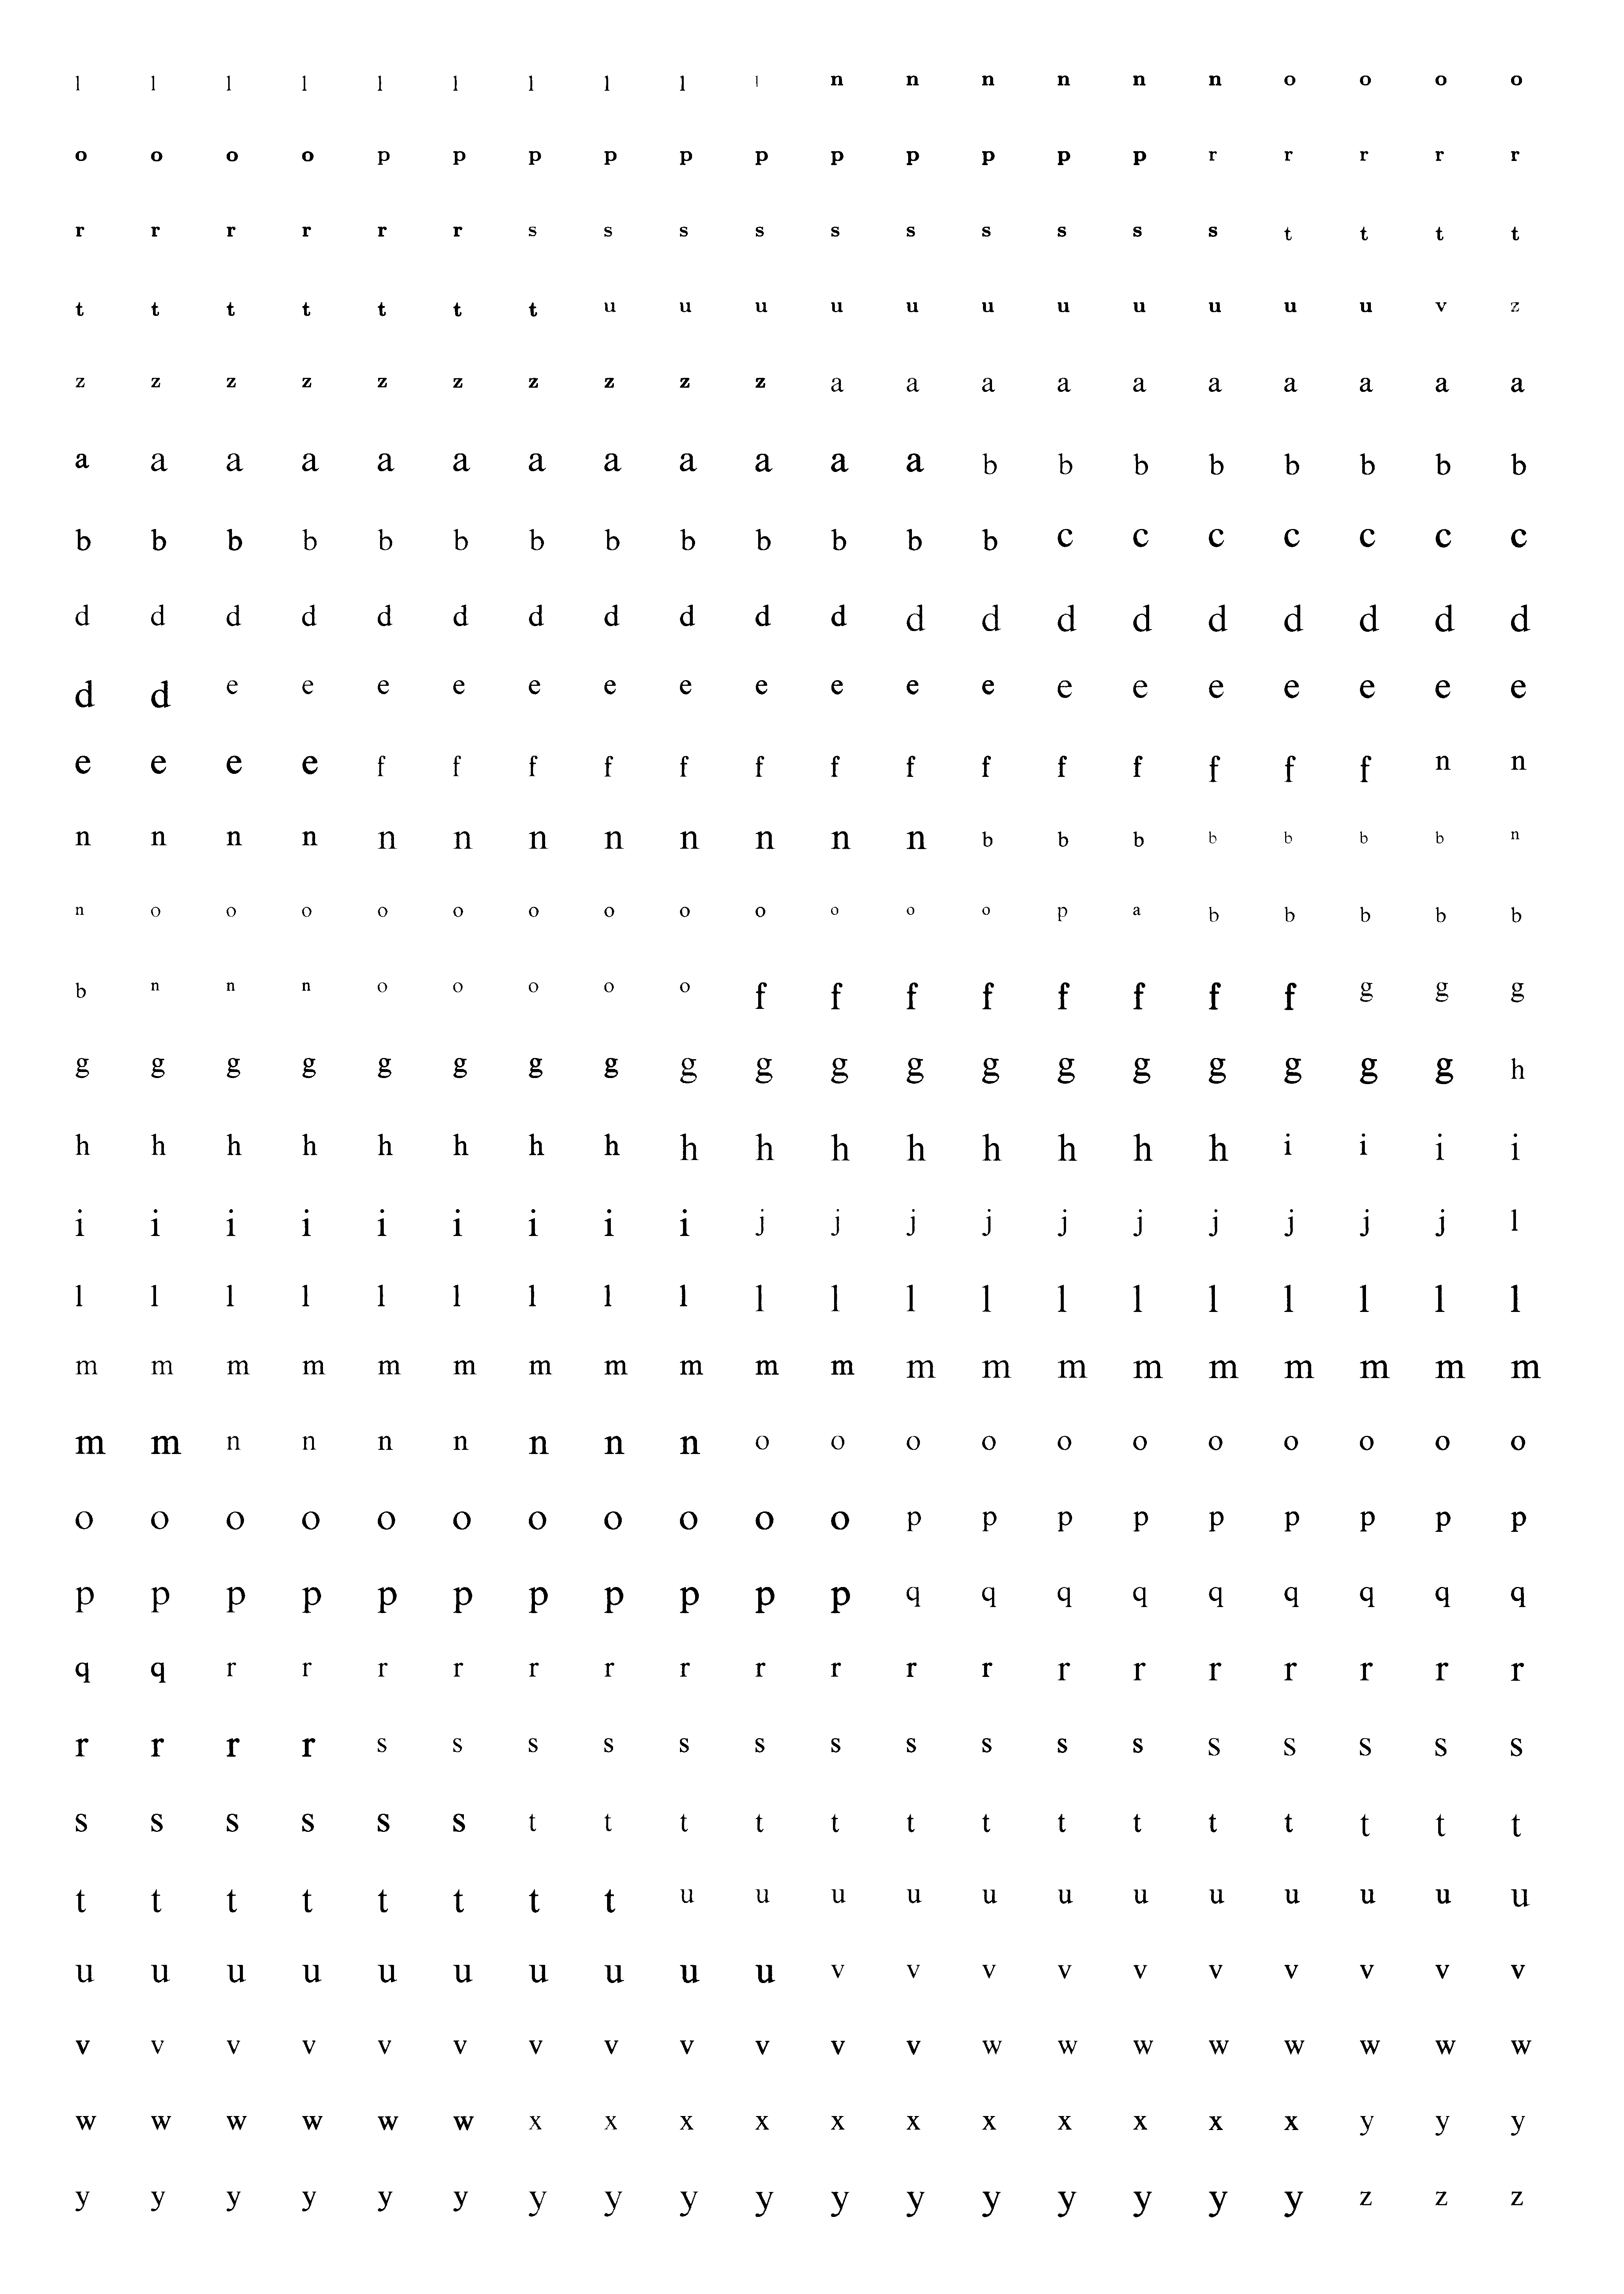 l l l l l l l l l l n n n n n n o o o o
o o o o p p p p p p p p p p p r r r r r
r r r r r r s s s s s s s s s s t t t t
t t t t t t t u u u u u u u u u u u v z
z z z z z z z z z z a a a a a a a a a a
a a a a a a a a a a a a b b b b b b b b
b b b b b b b b b b b b b c c c c c c c
d d d d d d d d d d d d d d d d d d d d
d d e e e e e e e e e e e e e e e e e e
e e e e f f f f f f f f f f f f f f n n
n n n n n n n n n n n n b b b b b b b n
n o o o o o o o o o o o o p a b b b b b
b n n n o o o o o f f f f f f f f g g g
g g g g g g g g g g g g g g g g g g g h
h h h h h h h h h h h h h h h h i i i i
i i i i i i i i i j j j j j j j j j j l
l l l l l l l l l l l l l l l l l l l l
m m m m m m m m m m m m m m m m m m m m
m m n n n n n n n o o o o o o o o o o o
o o o o o o o o o o o p p p p p p p p p
p p p p p p p p p p p q q q q q q q q q
q q r r r r r r r r r r r r r r r r r r
r r r r s s s s s s s s s s s s s s s s
s s s s s s t t t t t t t t t t t t t t
t t t t t t t t u u u u u u u u u u u u
u u u u u u u u u u v v v v v v v v v v
v v v v v v v v v v v v w w w w w w w w
w w w w w w x x x x x x x x x x x y y y
y y y y y y y y y y y y y y y y y z z z